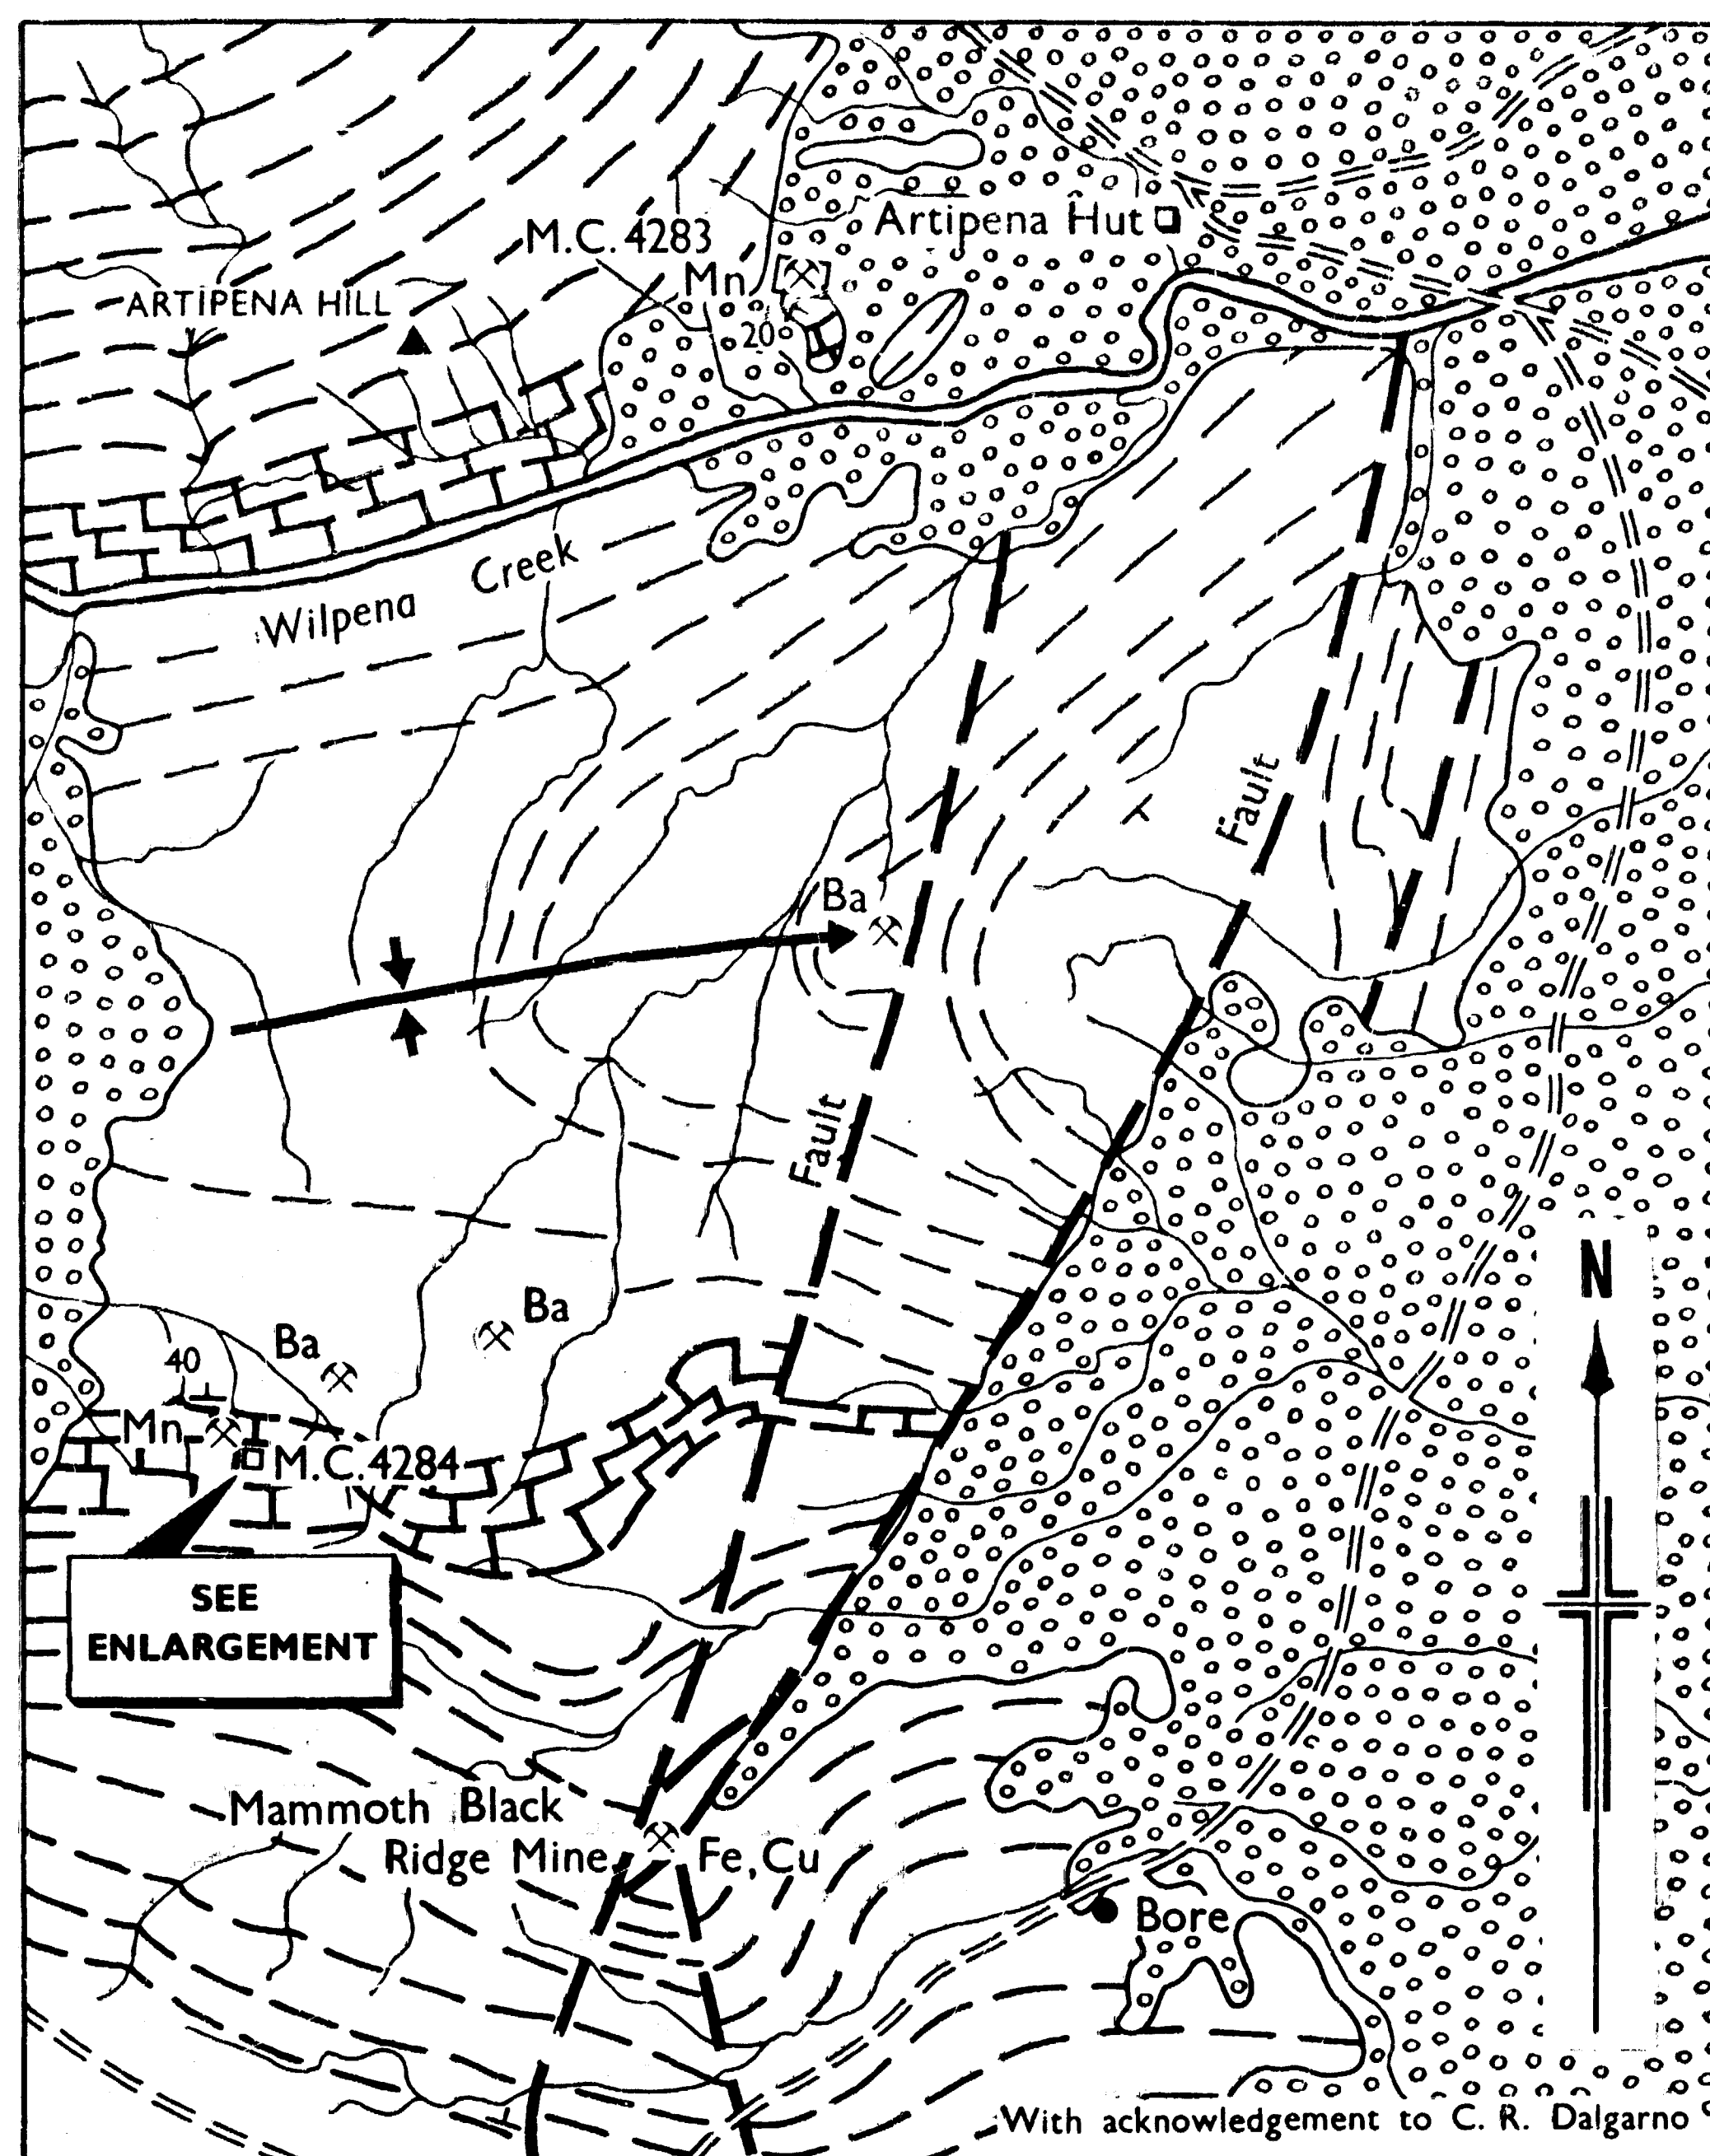 M.C. 4283
Artipena Hut
Mn
ARTIPENA HILL
20
Wilpena Creek
Fault
Ba
Fault
N
Ba
Ba
40
Mn
M.C. 4284
SEE
ENLARGEMENT
Mammoth Black
Ridge Mine
Fe, Cu
Bore
With acknowledgement to C. R. Dalgarno